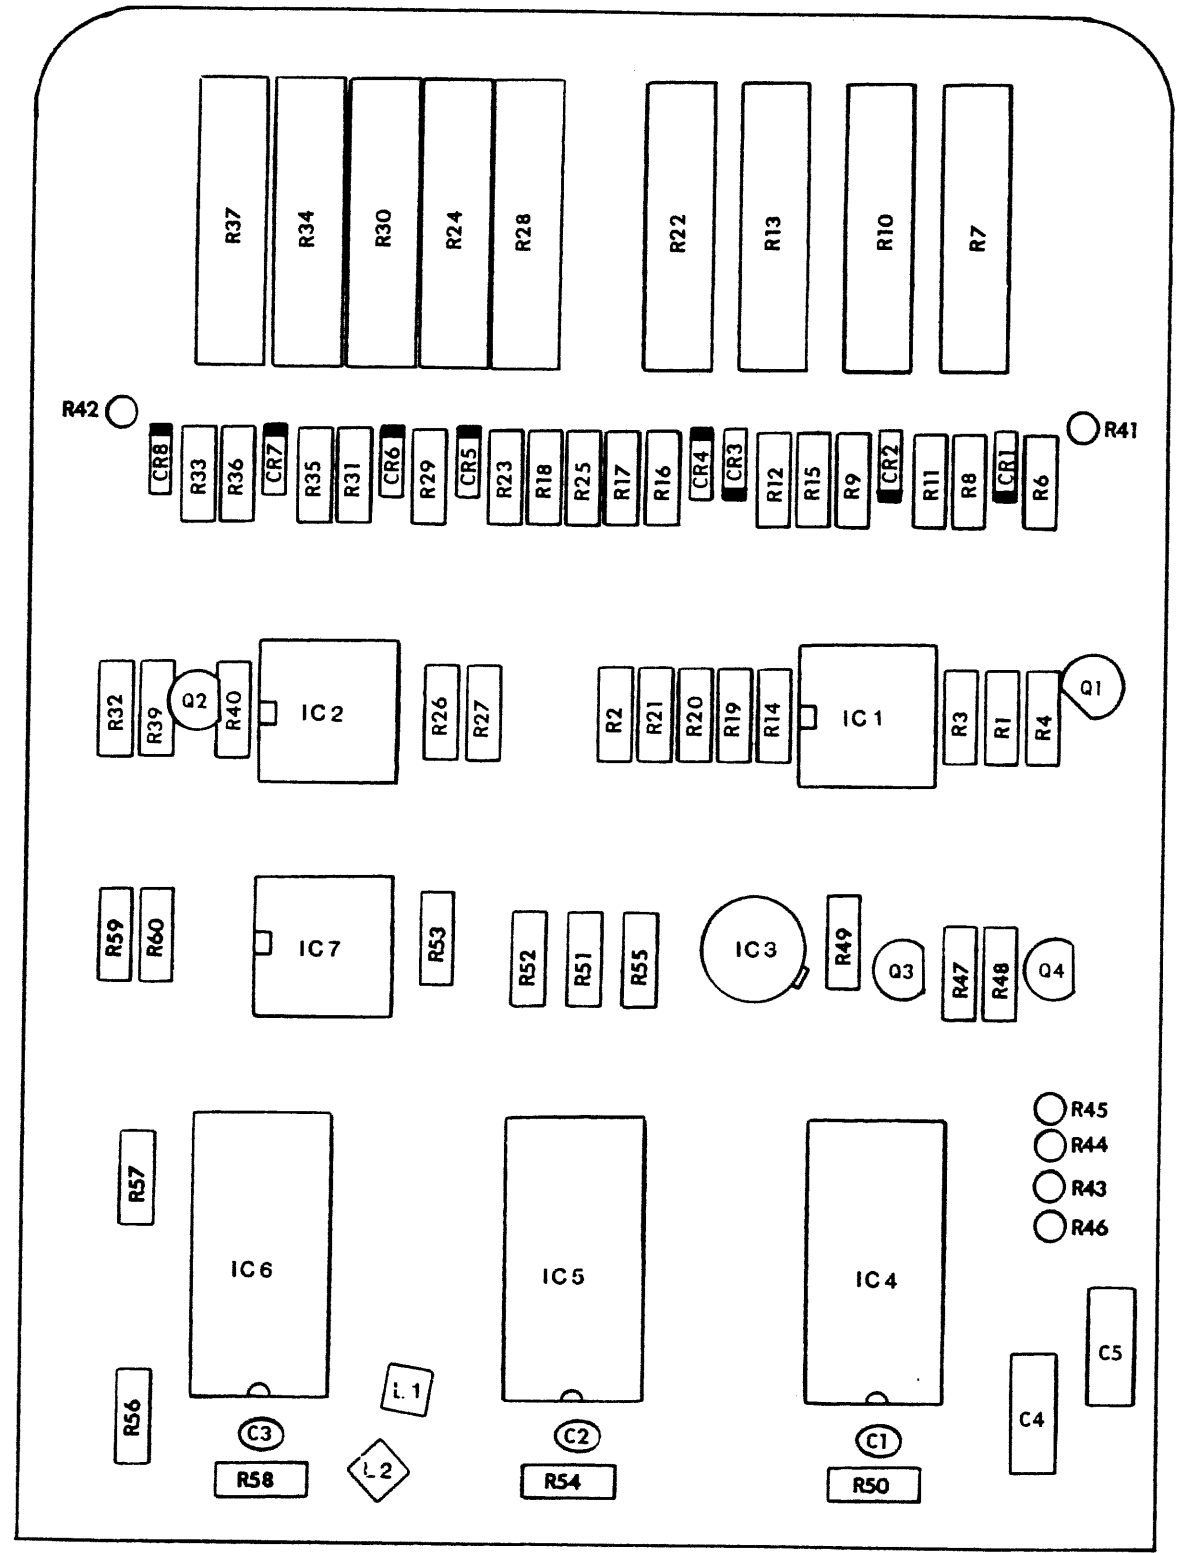 R37 R34 R30 R24 R28 R22 R13 R10 R7
R42 R41
CR8 R33 R36 CR7 R35 R31 CR6 R29 CR5 R23 R18 R25 R17 R16 CR4 CR3 R12 R15 R9 CR2 R11 R8 CR1 R6
R32 R39 Q2 R40 IC2 R26 R27 R2 R21 R20 R19 R14 IC1 R3 R1 R4 Q1
R59 R60 IC7 R53 R52 R51 R55 IC3 R49 Q3 R47 R48 Q4
R45
R44
R57 R43
R46
IC6 IC5 IC4
C5
R56 L1 C4
C3 C2 C1
R58 L2 R54 R50